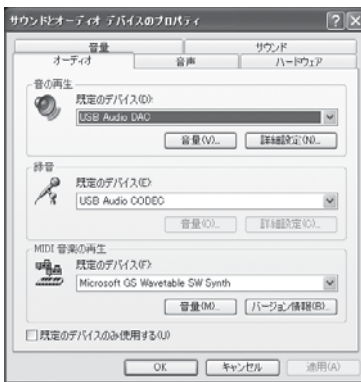 サウンドとオーディオ デバイスのプロパティ
音量
サウンド
オーディオ
音声
ハードウェア
音の再生
既定のデバイス(D):
USB Audio DAC
音量(V)...
詳細設定(N)...
録音
既定のデバイス(E):
USB Audio CODEC
音量(O)...
詳細設定(C)...
MIDI 音楽の再生
既定のデバイス(F):
Microsoft GS Wavetable SW Synth
音量(M)...
バージョン情報(B)...
既定のデバイスのみ使用する(U)
OK
キャンセル
適用(A)